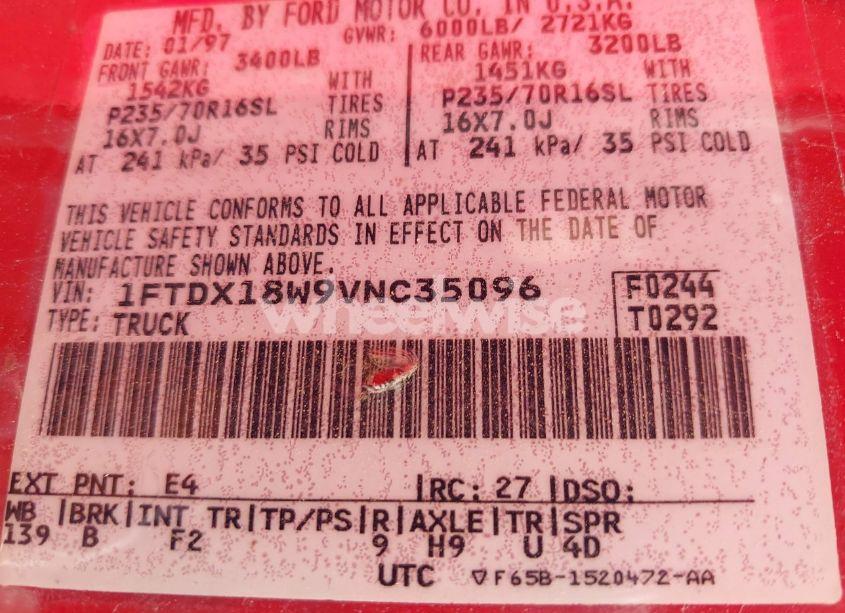 MFD. BY FORD MOTOR CO. IN U.S.A.
DATE: 01/97 GVWR: 6000LB/ 2721KG
FRONT GAWR: 3400LB REAR GAWR: 3200LB
1542KG WITH 1451KG WITH
P235/70R16SL TIRES P235/70R16SL TIRES
16X7.0J RIMS 16X7.0J RIMS
AT 241 kPa/ 35 PSI COLD AT 241 kPa/ 35 PSI COLD
THIS VEHICLE CONFORMS TO ALL APPLICABLE FEDERAL MOTOR
VEHICLE SAFETY STANDARDS IN EFFECT ON THE DATE OF
MANUFACTURE SHOWN ABOVE.
VIN: 1FTDX18W9VNC35096 F0244
TYPE: TRUCK T0292
wheelwise
EXT PNT: E4 RC: 27 DSO:
WB BRK INT TR TP/PS R AXLE TR SPR
139 B F2 9 H9 U 4D
UTC ▽F65B-1520472-AA